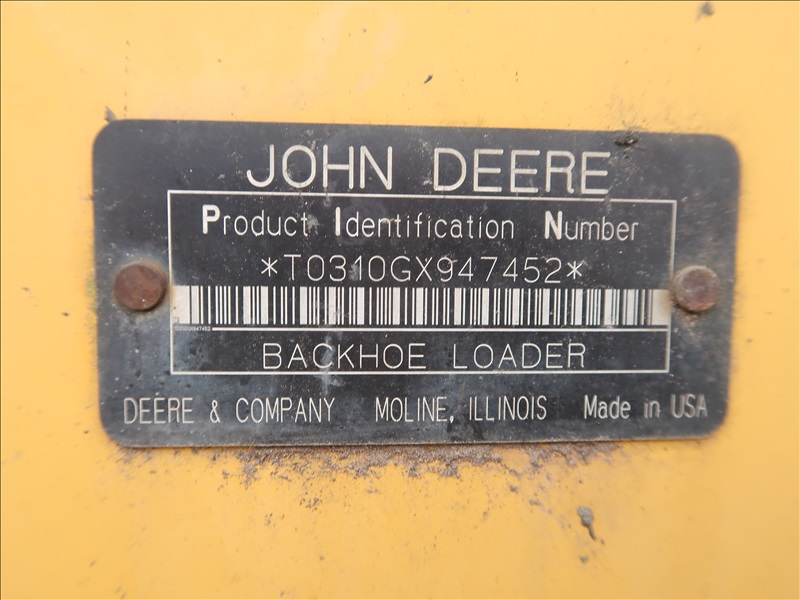 JOHN DEERE
Product Identification Number
*T0310GX947452*
BACKHOE LOADER
DEERE & COMPANY MOLINE, ILLINOIS Made in USA